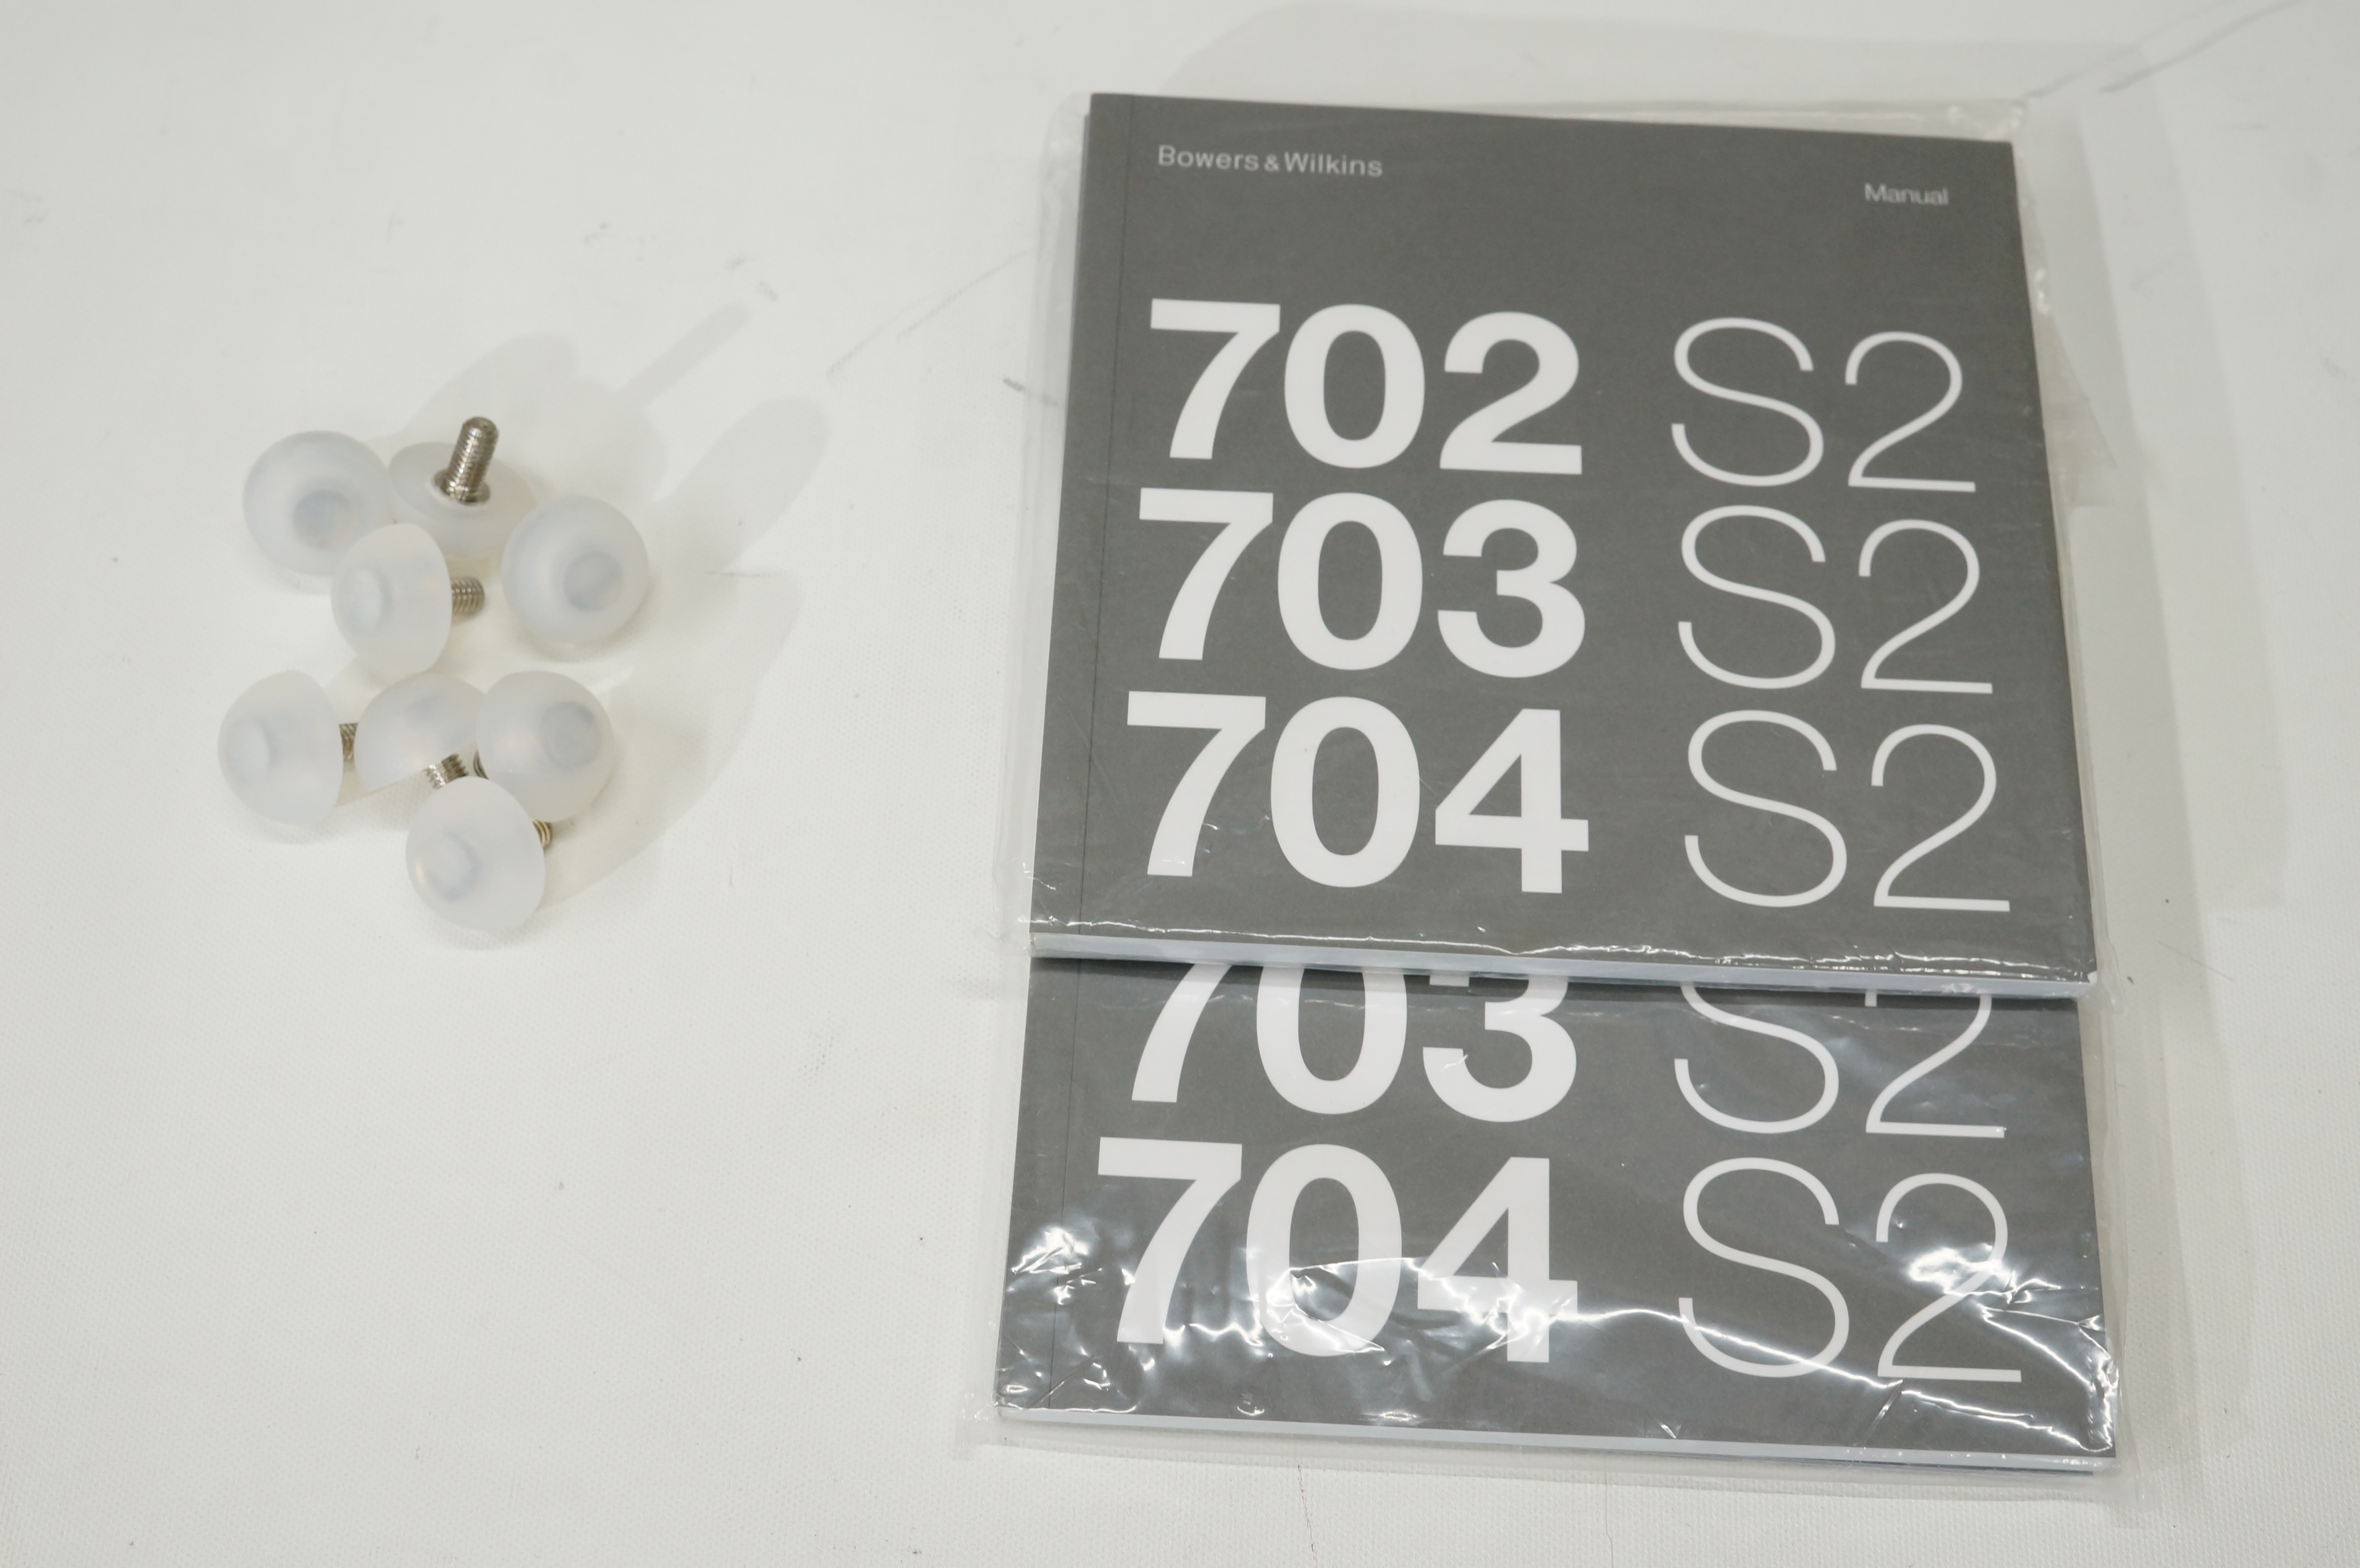 Bowers & Wilkins
Manual
702 S2
703 S2
704 S2
703 S2
704 S2